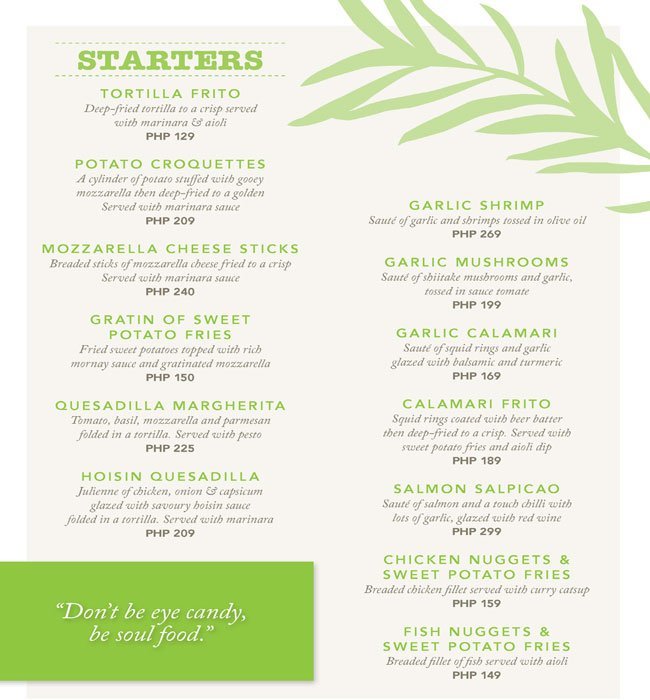 STARTERS
TORTILLA FRITO
Deep-fried tortilla to a crisp served
with marinara & aioli
PHP 129
POTATO CROQUETTES
A cylinder of potato stuffed with gooey
mozzarella then deep-fried to a golden
Served with marinara sauce
PHP 209
MOZZARELLA CHEESE STICKS
Breaded sticks of mozzarella cheese fried to a crisp
Served with marinara sauce
PHP 240
GRATIN OF SWEET
POTATO FRIES
Fried sweet potatoes topped with rich
mornay sauce and gratinated mozzarella
PHP 150
QUESADILLA MARGHERITA
Tomato, basil, mozzarella and parmesan
folded in a tortilla. Served with pesto
PHP 225
HOISIN QUESADILLA
Julienne of chicken, onion & capsicum
glazed with savoury hoisin sauce
folded in a tortilla. Served with marinara
PHP 209
"Don't be eye candy,
be soul food."
GARLIC SHRIMP
Sauté of garlic and shrimps tossed in olive oil
PHP 269
GARLIC MUSHROOMS
Sauté of shiitake mushrooms and garlic,
tossed in sauce tomate
PHP 199
GARLIC CALAMARI
Sauté of squid rings and garlic
glazed with balsamic and turmeric
PHP 169
CALAMARI FRITO
Squid rings coated with beer batter
then deep-fried to a crisp. Served with
sweet potato fries and aioli dip
PHP 189
SALMON SALPICAO
Sauté of salmon and a touch chilli with
lots of garlic, glazed with red wine
PHP 299
CHICKEN NUGGETS &
SWEET POTATO FRIES
Breaded chicken fillet served with curry catsup
PHP 159
FISH NUGGETS &
SWEET POTATO FRIES
Breaded fillet of fish served with aioli
PHP 149